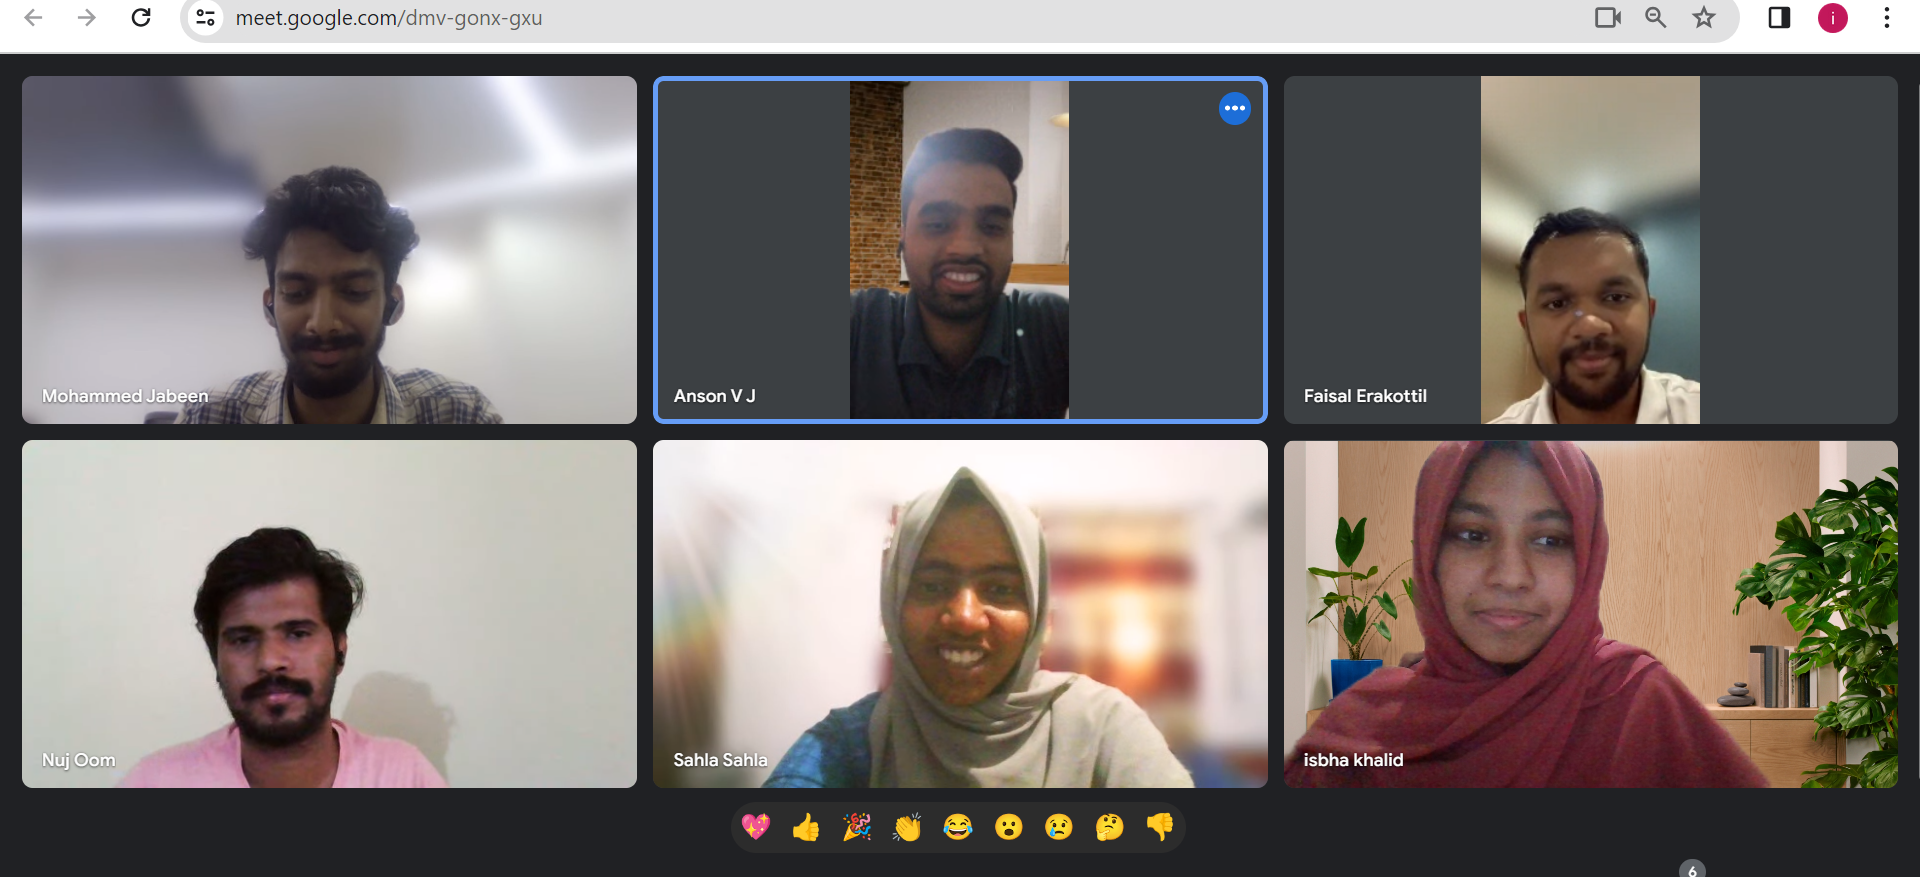 meet.google.com/dmv-gonx-gxu
i
Mohammed Jabeen
Anson V J
Faisal Erakottil
Nuj Oom
Sahla Sahla
isbha khalid
6